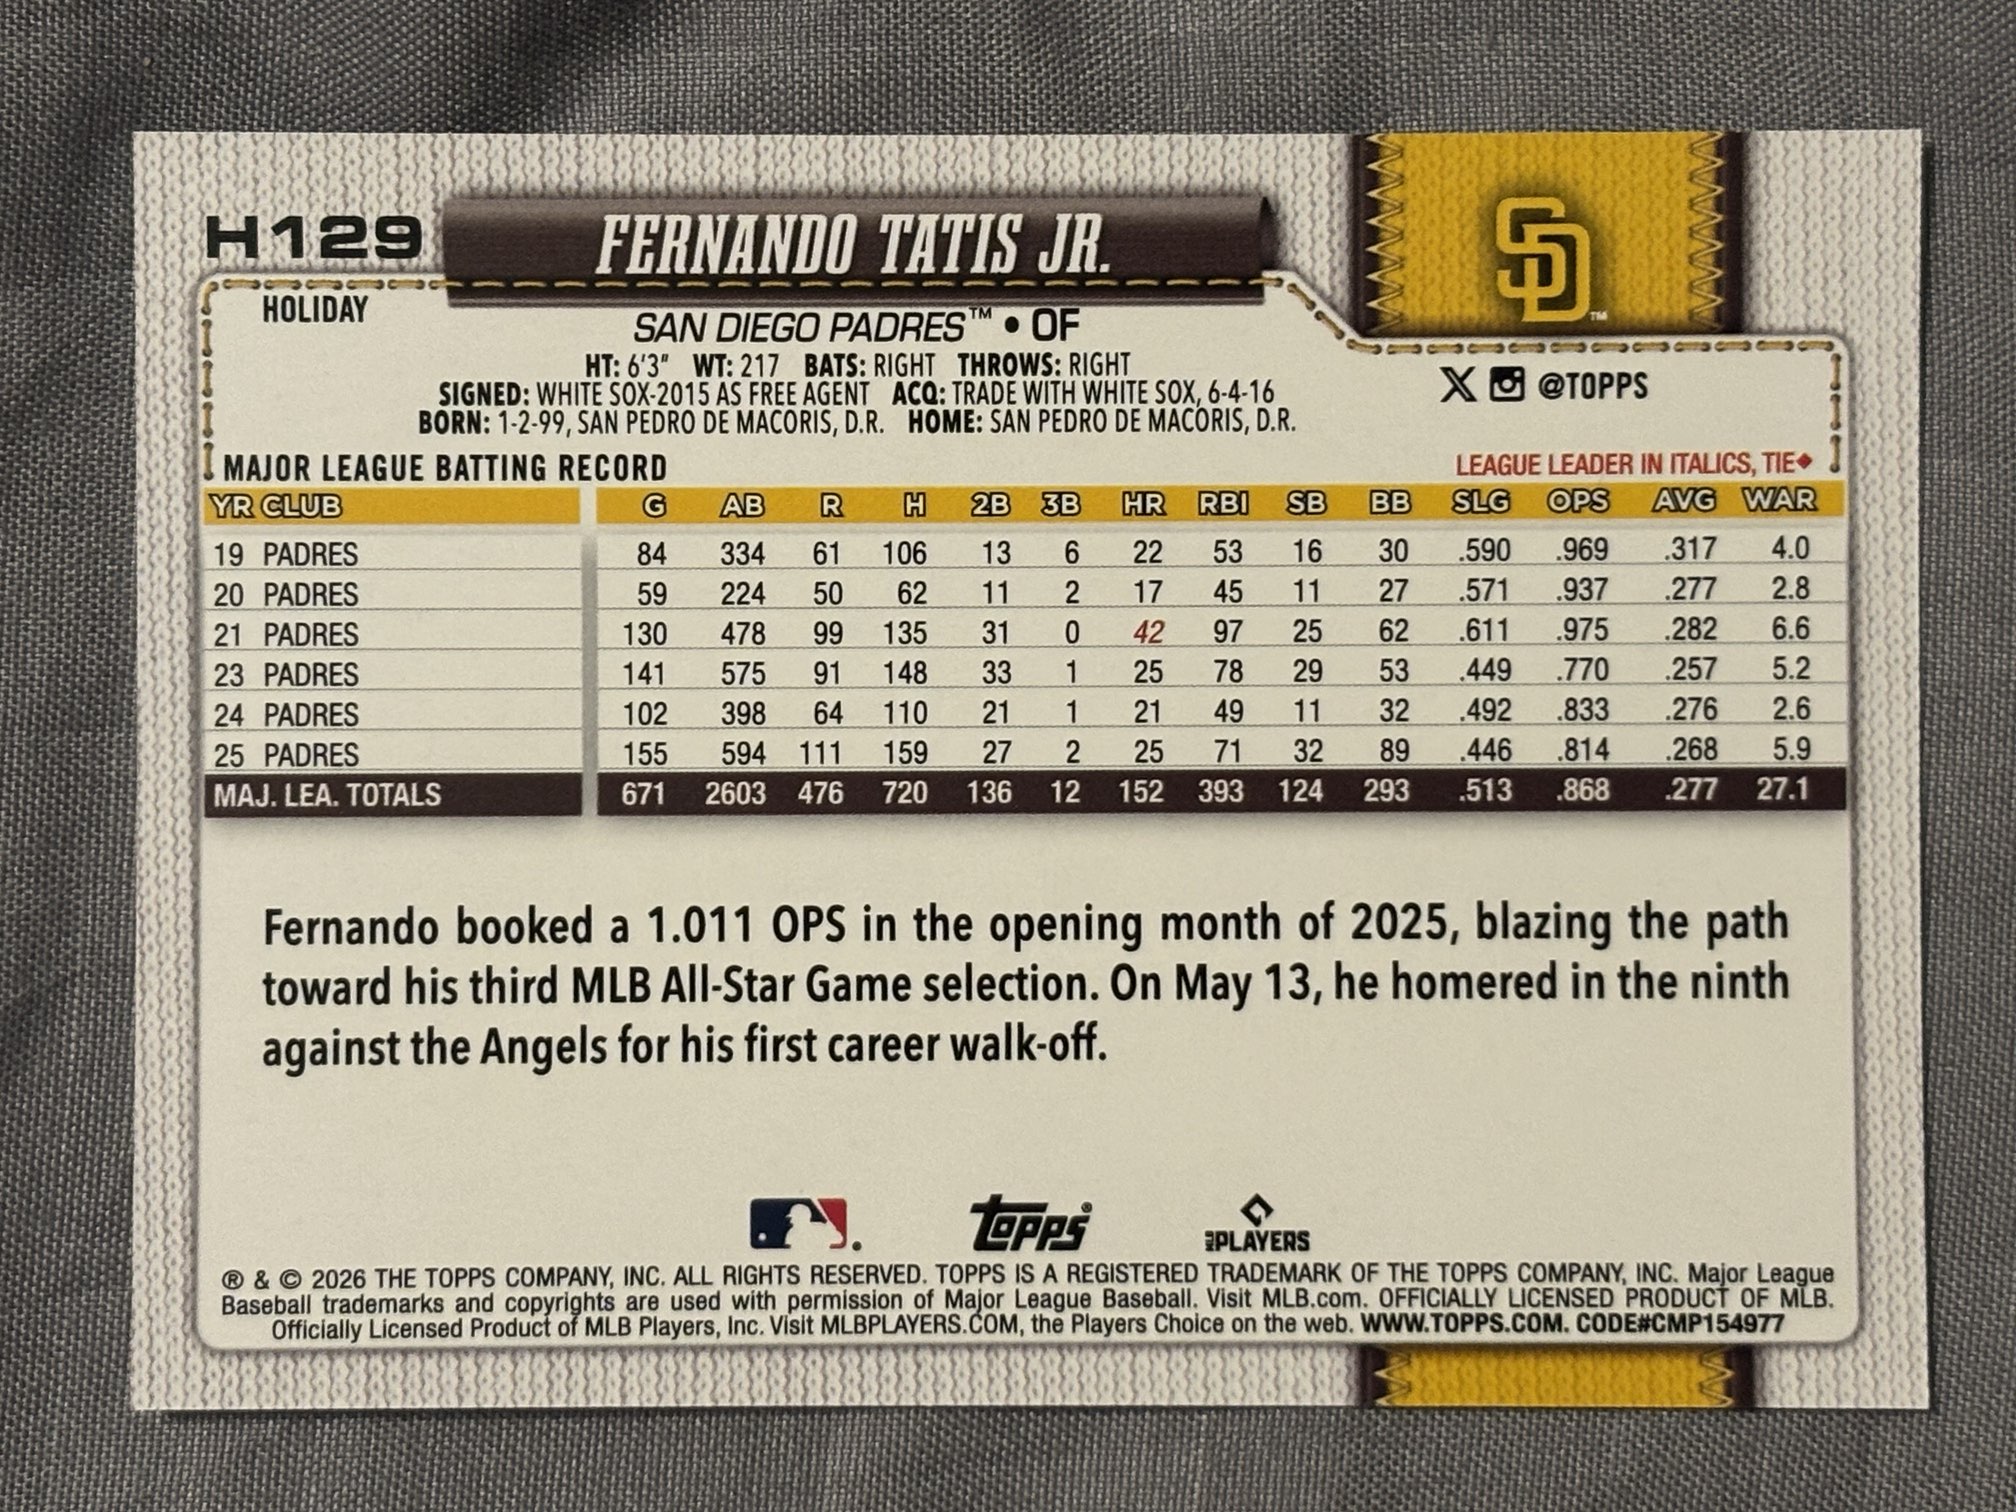 H129
FERNANDO TATIS JR.
SD™
HOLIDAY
SAN DIEGO PADRES™ • OF
HT: 6'3" WT: 217 BATS: RIGHT THROWS: RIGHT
SIGNED: WHITE SOX-2015 AS FREE AGENT ACQ: TRADE WITH WHITE SOX, 6-4-16
BORN: 1-2-99, SAN PEDRO DE MACORIS, D.R. HOME: SAN PEDRO DE MACORIS, D.R.
X @TOPPS
MAJOR LEAGUE BATTING RECORD LEAGUE LEADER IN ITALICS, TIE◆
YR CLUB G AB R H 2B 3B HR RBI SB BB SLG OPS AVG WAR
19 PADRES 84 334 61 106 13 6 22 53 16 30 .590 .969 .317 4.0
20 PADRES 59 224 50 62 11 2 17 45 11 27 .571 .937 .277 2.8
21 PADRES 130 478 99 135 31 0 42 97 25 62 .611 .975 .282 6.6
23 PADRES 141 575 91 148 33 1 25 78 29 53 .449 .770 .257 5.2
24 PADRES 102 398 64 110 21 1 21 49 11 32 .492 .833 .276 2.6
25 PADRES 155 594 111 159 27 2 25 71 32 89 .446 .814 .268 5.9
MAJ. LEA. TOTALS 671 2603 476 720 136 12 152 393 124 293 .513 .868 .277 27.1
Fernando booked a 1.011 OPS in the opening month of 2025, blazing the path
toward his third MLB All-Star Game selection. On May 13, he homered in the ninth
against the Angels for his first career walk-off.
topps® MLB PLAYERS
® & © 2026 THE TOPPS COMPANY, INC. ALL RIGHTS RESERVED. TOPPS IS A REGISTERED TRADEMARK OF THE TOPPS COMPANY, INC. Major League
Baseball trademarks and copyrights are used with permission of Major League Baseball. Visit MLB.com. OFFICIALLY LICENSED PRODUCT OF MLB.
Officially Licensed Product of MLB Players, Inc. Visit MLBPLAYERS.COM, the Players Choice on the web. WWW.TOPPS.COM. CODE#CMP154977